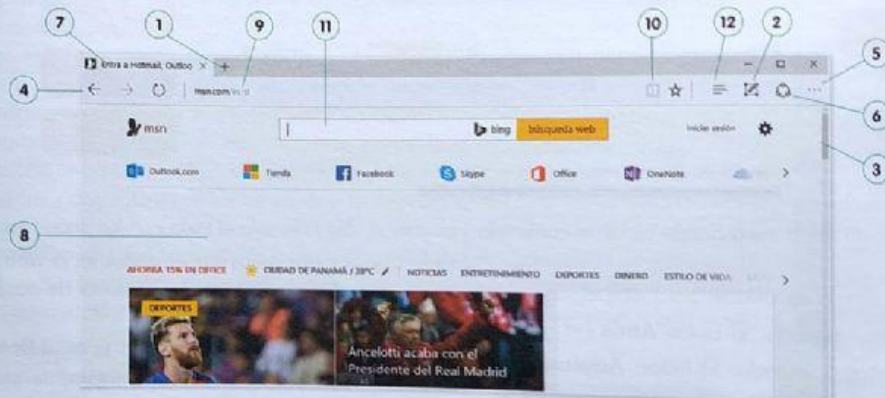 7 1 9 11 10 12 2
Entra a Hotmail, Outloo × + − ×
4 5
msn.com ...
6
msn bing búsqueda web Iniciar sesión
3
Outlook.com Tienda Facebook Skype Office OneNote >
8
AHORRA 15% EN OFFICE CIUDAD DE PANAMÁ / 28°C NOTICIAS ENTRETENIMIENTO DEPORTES DINERO ESTILO DE VIDA >
DEPORTES
Ancelotti acaba con el
Presidente del Real Madrid